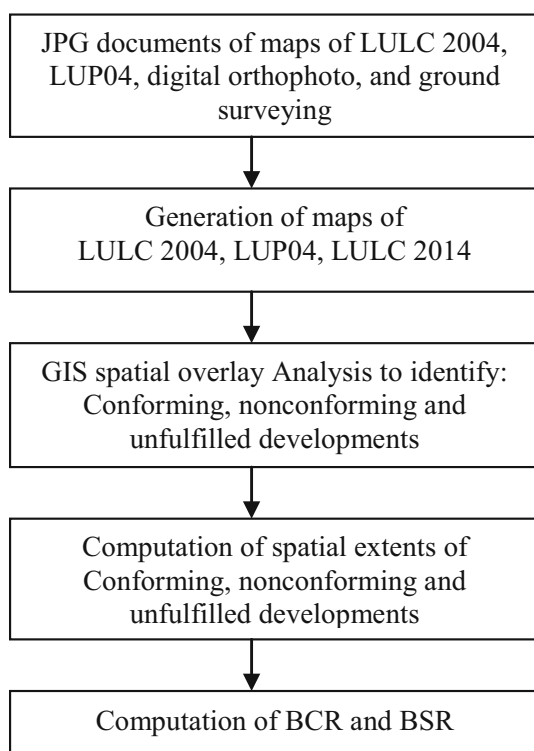 JPG documents of maps of LULC 2004,
LUP04, digital orthophoto, and ground
surveying
Generation of maps of
LULC 2004, LUP04, LULC 2014
GIS spatial overlay Analysis to identify:
Conforming, nonconforming and
unfulfilled developments
Computation of spatial extents of
Conforming, nonconforming and
unfulfilled developments
Computation of BCR and BSR